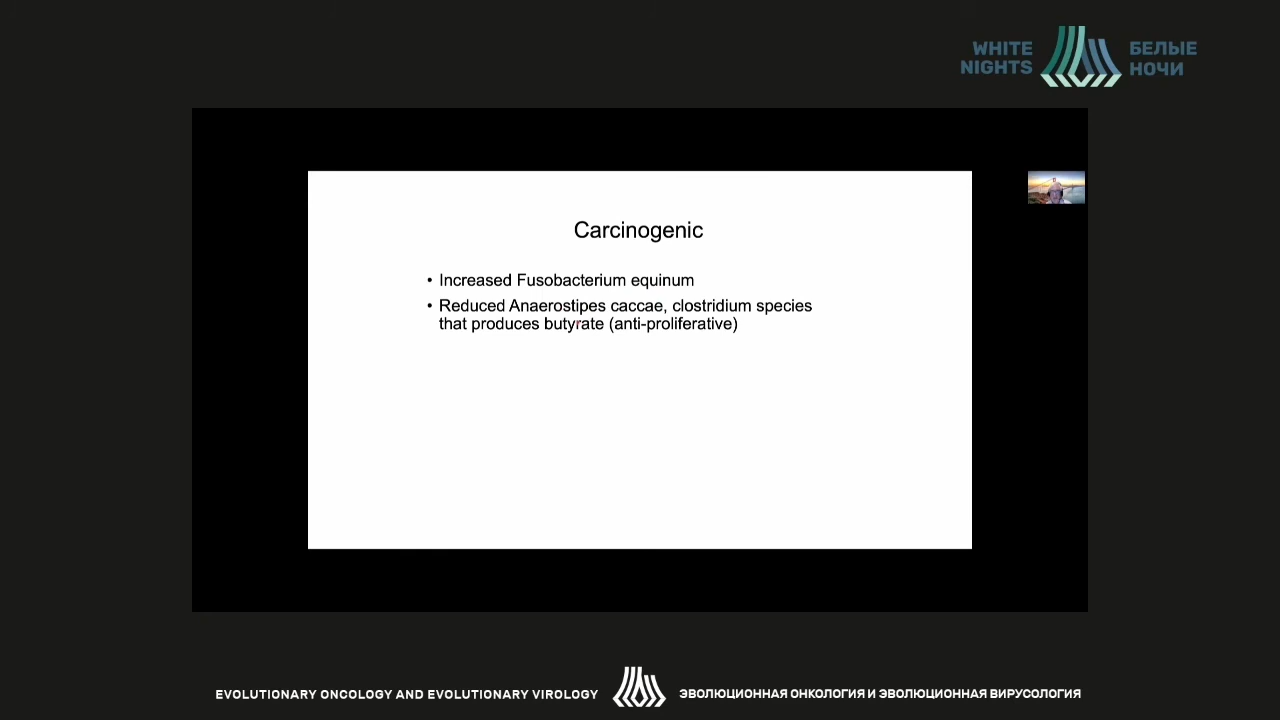 WHITE NIGHTS
БЕЛЫЕ НОЧИ
Carcinogenic
• Increased Fusobacterium equinum
• Reduced Anaerostipes caccae, clostridium species
that produces butyrate (anti-proliferative)
EVOLUTIONARY ONCOLOGY AND EVOLUTIONARY VIROLOGY
ЭВОЛЮЦИОННАЯ ОНКОЛОГИЯ И ЭВОЛЮЦИОННАЯ ВИРУСОЛОГИЯ